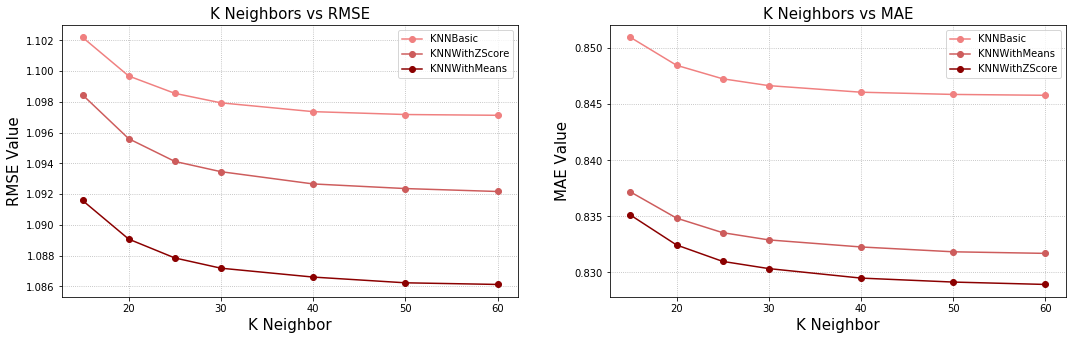 K Neighbors vs RMSE
1.102
1.100
1.098
1.096
1.094
1.092
1.090
1.088
1.086
RMSE Value
KNNBasic
KNNWithZScore
KNNWithMeans
20
30
40
50
60
K Neighbor
K Neighbors vs MAE
0.850
0.845
0.840
0.835
0.830
MAE Value
KNNBasic
KNNWithMeans
KNNWithZScore
20
30
40
50
60
K Neighbor